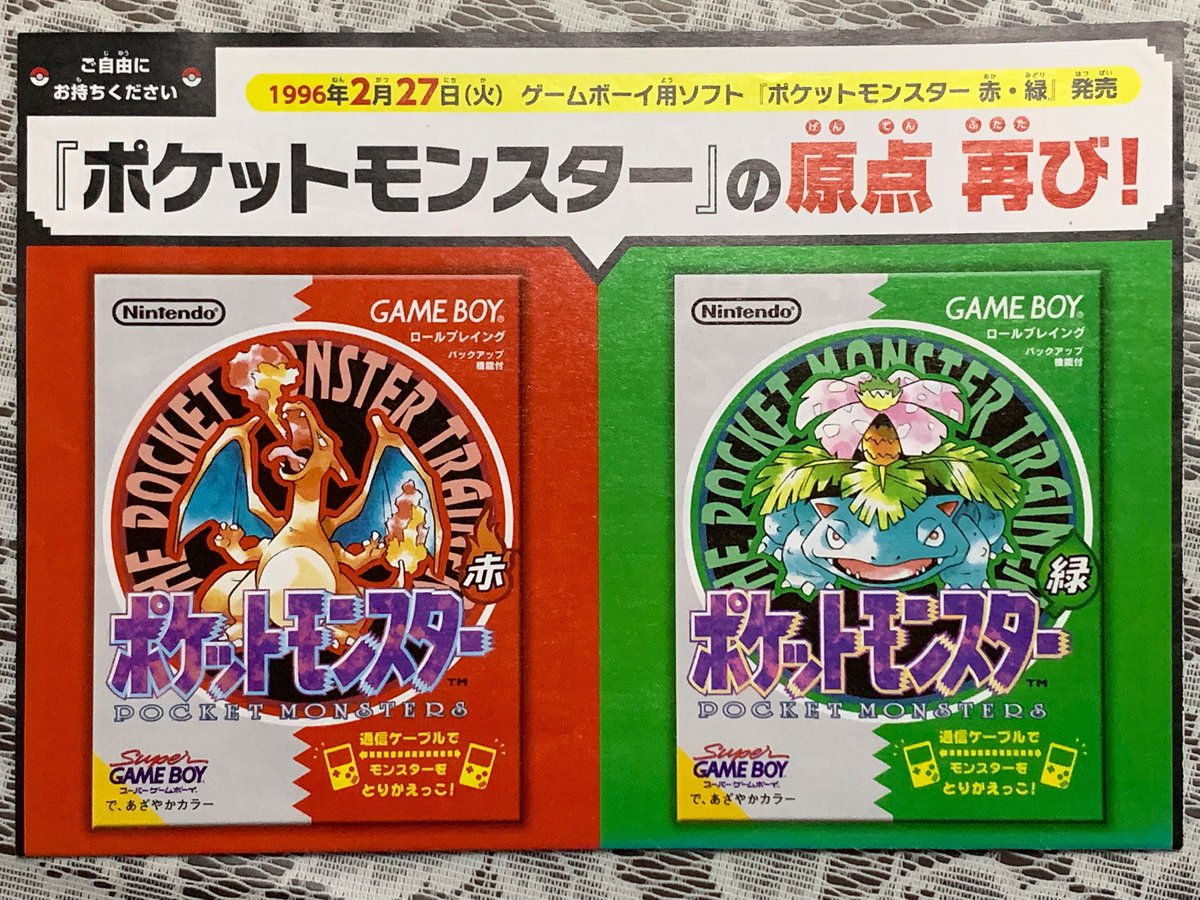 ご自由に
お持ちください
1996年2月27日(火) ゲームボーイ用ソフト『ポケットモンスター 赤・緑』発売
『ポケットモンスター』の原点 再び!
Nintendo
GAME BOY
ロールプレイング
バックアップ
機能付
POCKET MONSTER TRAIN
赤
ポケットモンスター
TM
POCKET MONSTERS
Super
GAME BOY
スーパーゲームボーイ
で、あざやかカラー
通信ケーブルで
モンスターを
とりかえっこ!
Nintendo
GAME BOY
ロールプレイング
バックアップ
機能付
POCKET MONSTER TRAIN
緑
ポケットモンスター
TM
POCKET MONSTERS
Super
GAME BOY
スーパーゲームボーイ
で、あざやかカラー
通信ケーブルで
モンスターを
とりかえっこ!